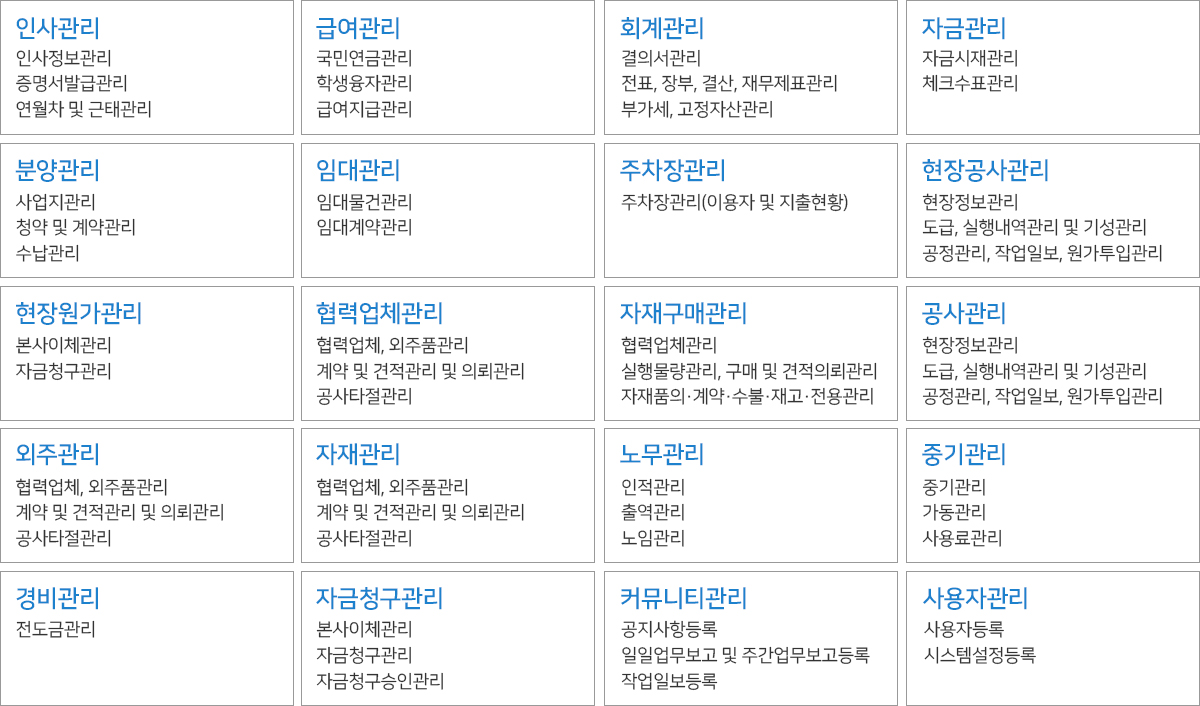 인사관리
인사정보관리
증명서발급관리
연월차 및 근태관리
급여관리
국민연금관리
학생융자관리
급여지급관리
회계관리
결의서관리
전표, 장부, 결산, 재무제표관리
부가세, 고정자산관리
자금관리
자금시재관리
체크수표관리
분양관리
사업지관리
청약 및 계약관리
수납관리
임대관리
임대물건관리
임대계약관리
주차장관리
주차장관리(이용자 및 지출현황)
현장공사관리
현장정보관리
도급, 실행내역관리 및 기성관리
공정관리, 작업일보, 원가투입관리
현장원가관리
본사이체관리
자금청구관리
협력업체관리
협력업체, 외주품관리
계약 및 견적관리 및 의뢰관리
공사타절관리
자재구매관리
협력업체관리
실행물량관리, 구매 및 견적의뢰관리
자재품의·계약·수불·재고·전용관리
공사관리
현장정보관리
도급, 실행내역관리 및 기성관리
공정관리, 작업일보, 원가투입관리
외주관리
협력업체, 외주품관리
계약 및 견적관리 및 의뢰관리
공사타절관리
자재관리
협력업체, 외주품관리
계약 및 견적관리 및 의뢰관리
공사타절관리
노무관리
인적관리
출역관리
노임관리
중기관리
중기관리
가동관리
사용료관리
경비관리
전도금관리
자금청구관리
본사이체관리
자금청구관리
자금청구승인관리
커뮤니티관리
공지사항등록
일일업무보고 및 주간업무보고등록
작업일보등록
사용자관리
사용자등록
시스템설정등록